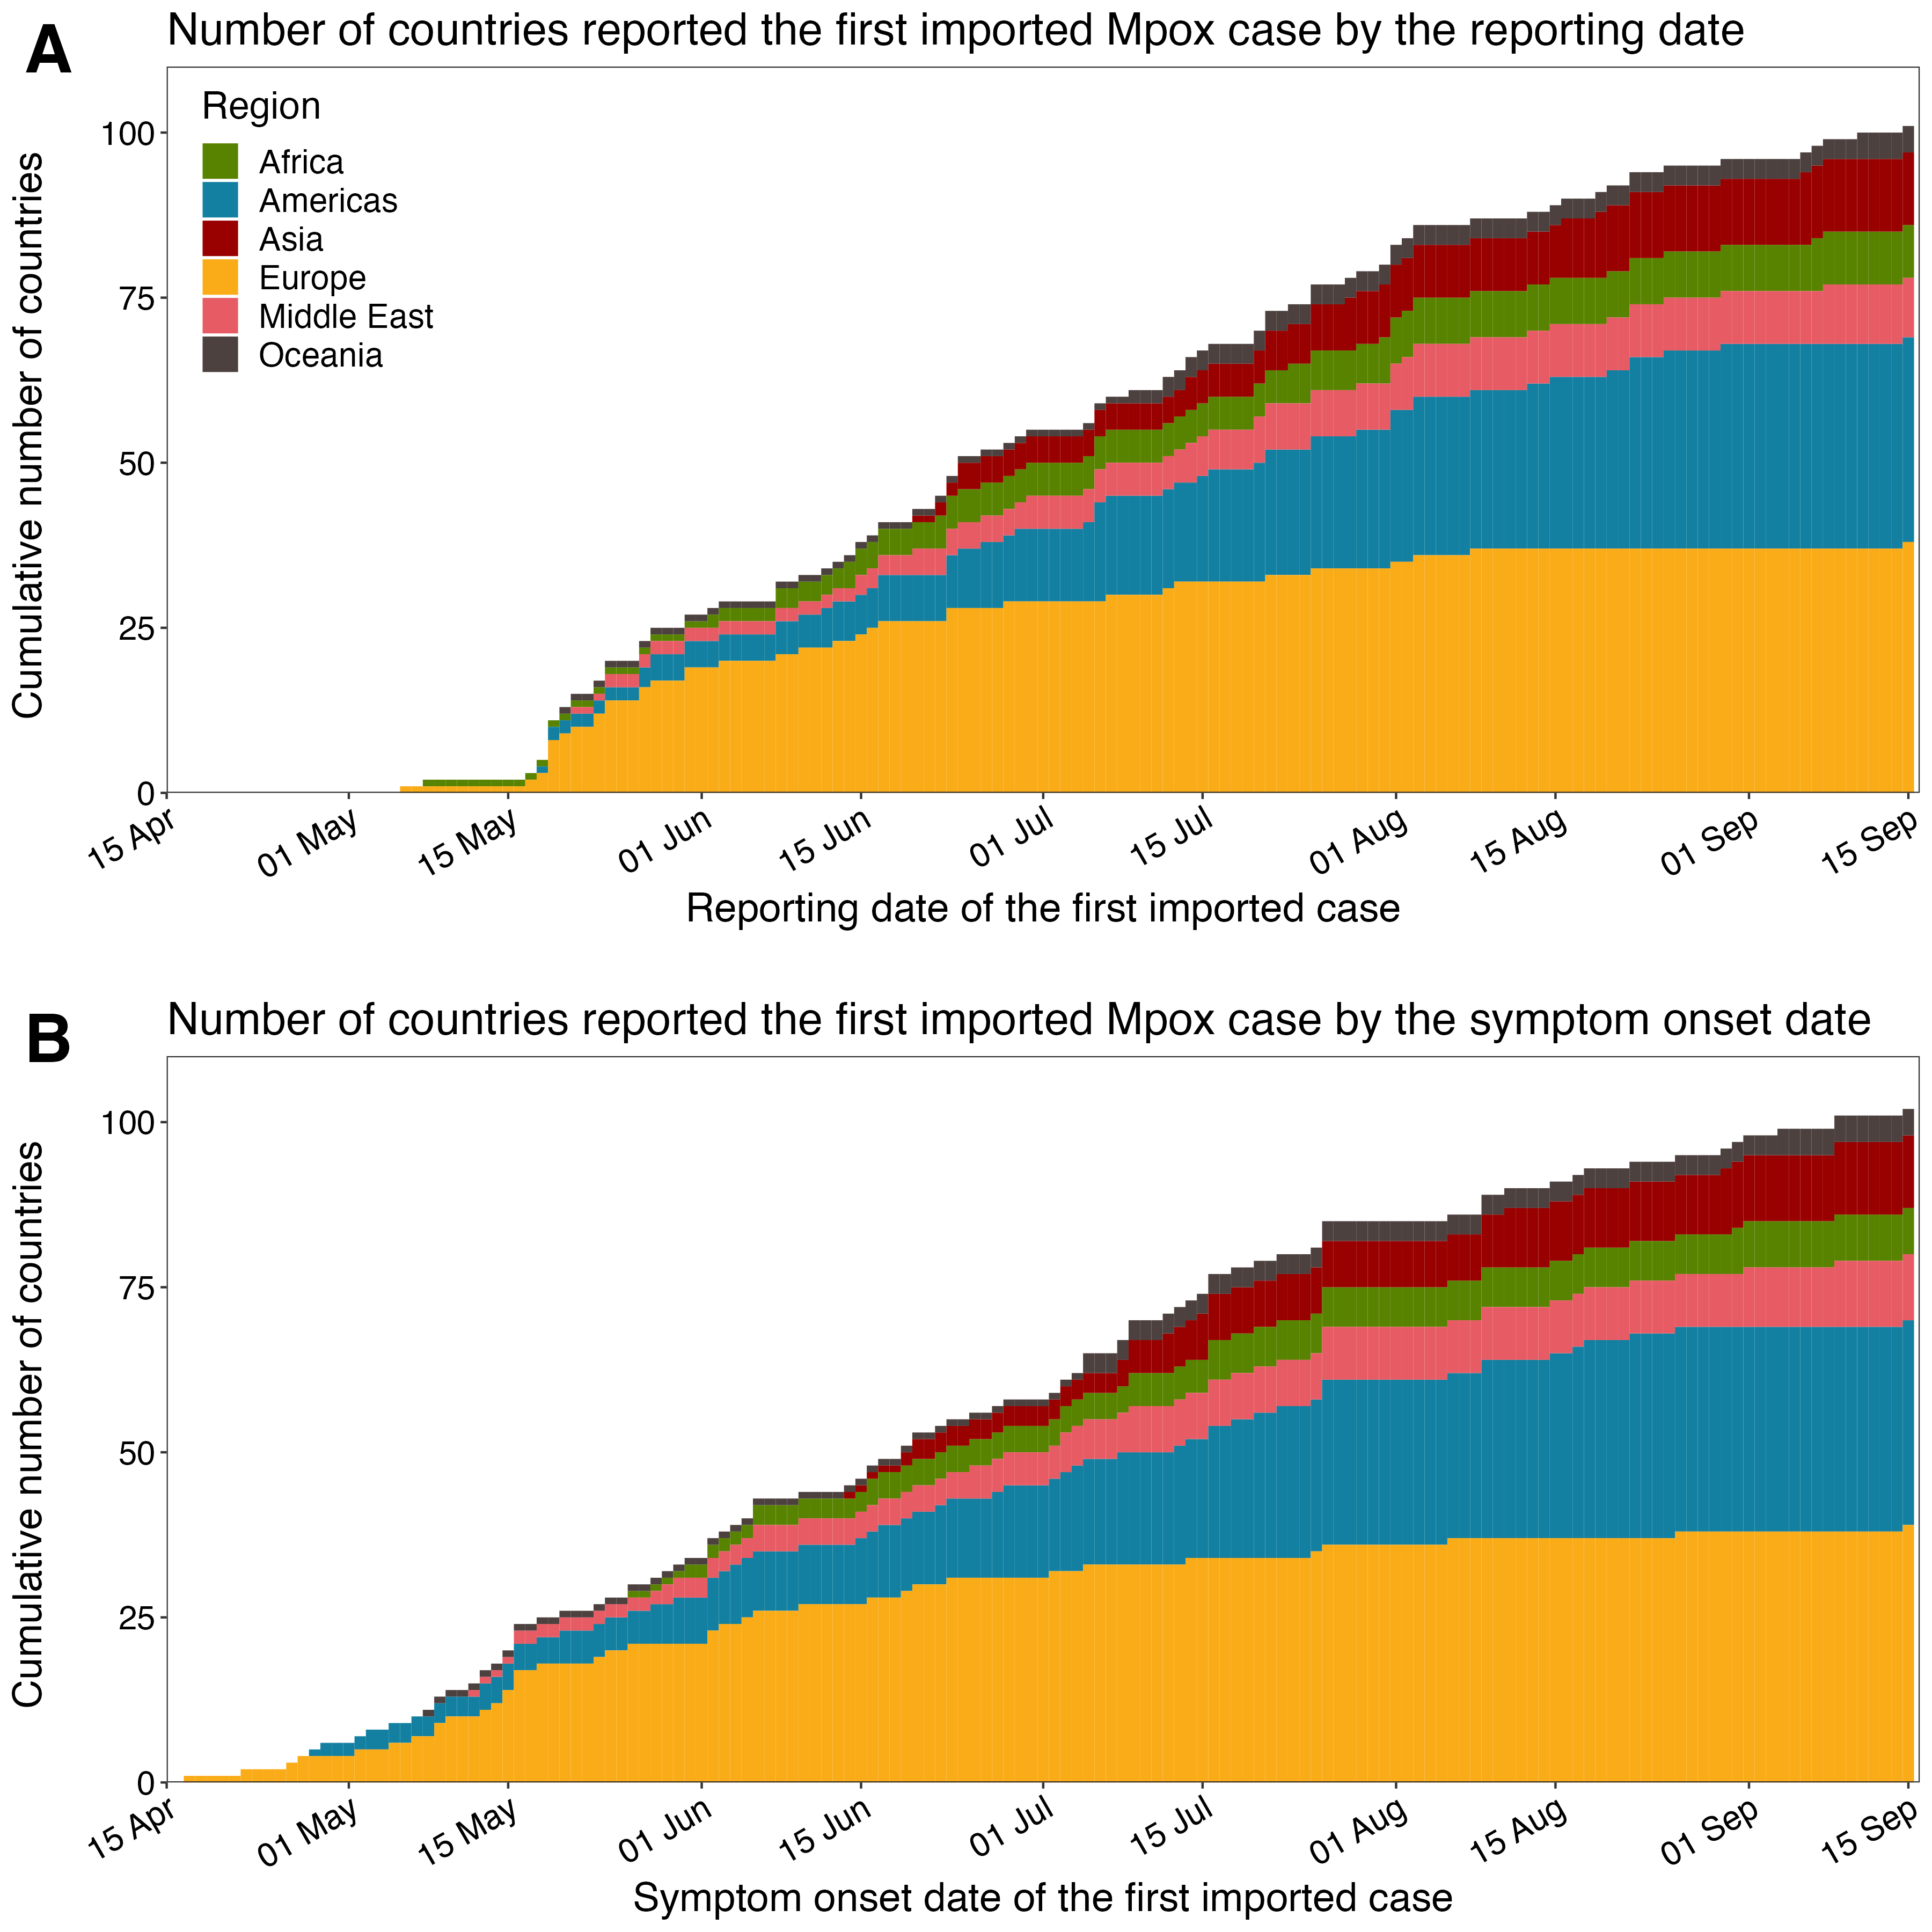 A
Number of countries reported the first imported Mpox case by the reporting date
Cumulative number of countries
100
75
50
25
0
Region
Africa
Americas
Asia
Europe
Middle East
Oceania
15 Apr
01 May
15 May
01 Jun
15 Jun
01 Jul
15 Jul
01 Aug
15 Aug
01 Sep
15 Sep
Reporting date of the first imported case
B
Number of countries reported the first imported Mpox case by the symptom onset date
Cumulative number of countries
100
75
50
25
0
15 Apr
01 May
15 May
01 Jun
15 Jun
01 Jul
15 Jul
01 Aug
15 Aug
01 Sep
15 Sep
Symptom onset date of the first imported case